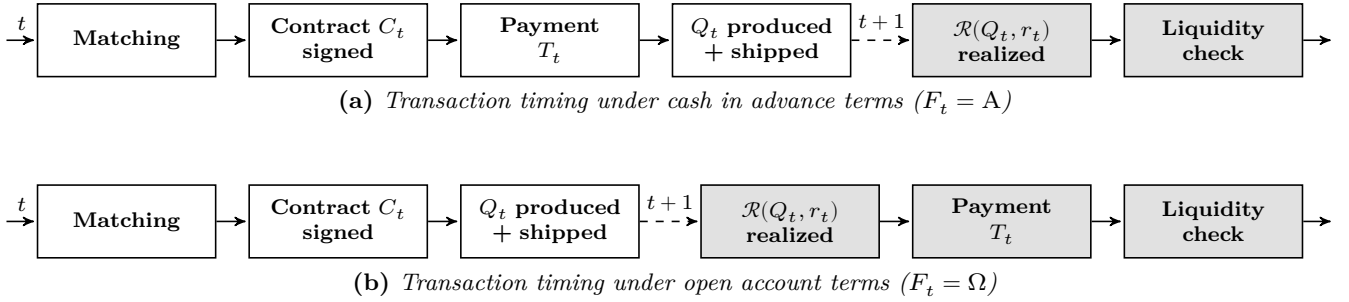 t
Matching
Contract C_t
signed
Payment
T_t
Q_t produced
+ shipped
t + 1
ℛ(Q_t, r_t)
realized
Liquidity
check
(a) Transaction timing under cash in advance terms (F_t = A)
t
Matching
Contract C_t
signed
Q_t produced
+ shipped
t + 1
ℛ(Q_t, r_t)
realized
Payment
T_t
Liquidity
check
(b) Transaction timing under open account terms (F_t = Ω)